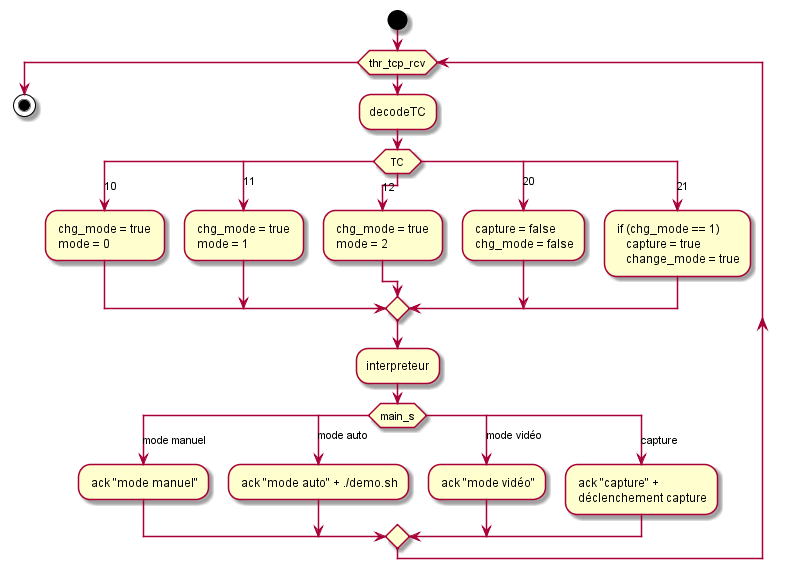 thr_tcp_rcv
decodeTC
TC
10
11
12
20
21
chg_mode = true
mode = 0
chg_mode = true
mode = 1
chg_mode = true
mode = 2
capture = false
chg_mode = false
if (chg_mode == 1)
capture = true
change_mode = true
interpreteur
main_s
mode manuel
mode auto
mode vidéo
capture
ack "mode manuel"
ack "mode auto" + ./demo.sh
ack "mode vidéo"
ack "capture" +
déclenchement capture